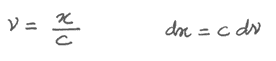 ν = x/c    dx = c dν